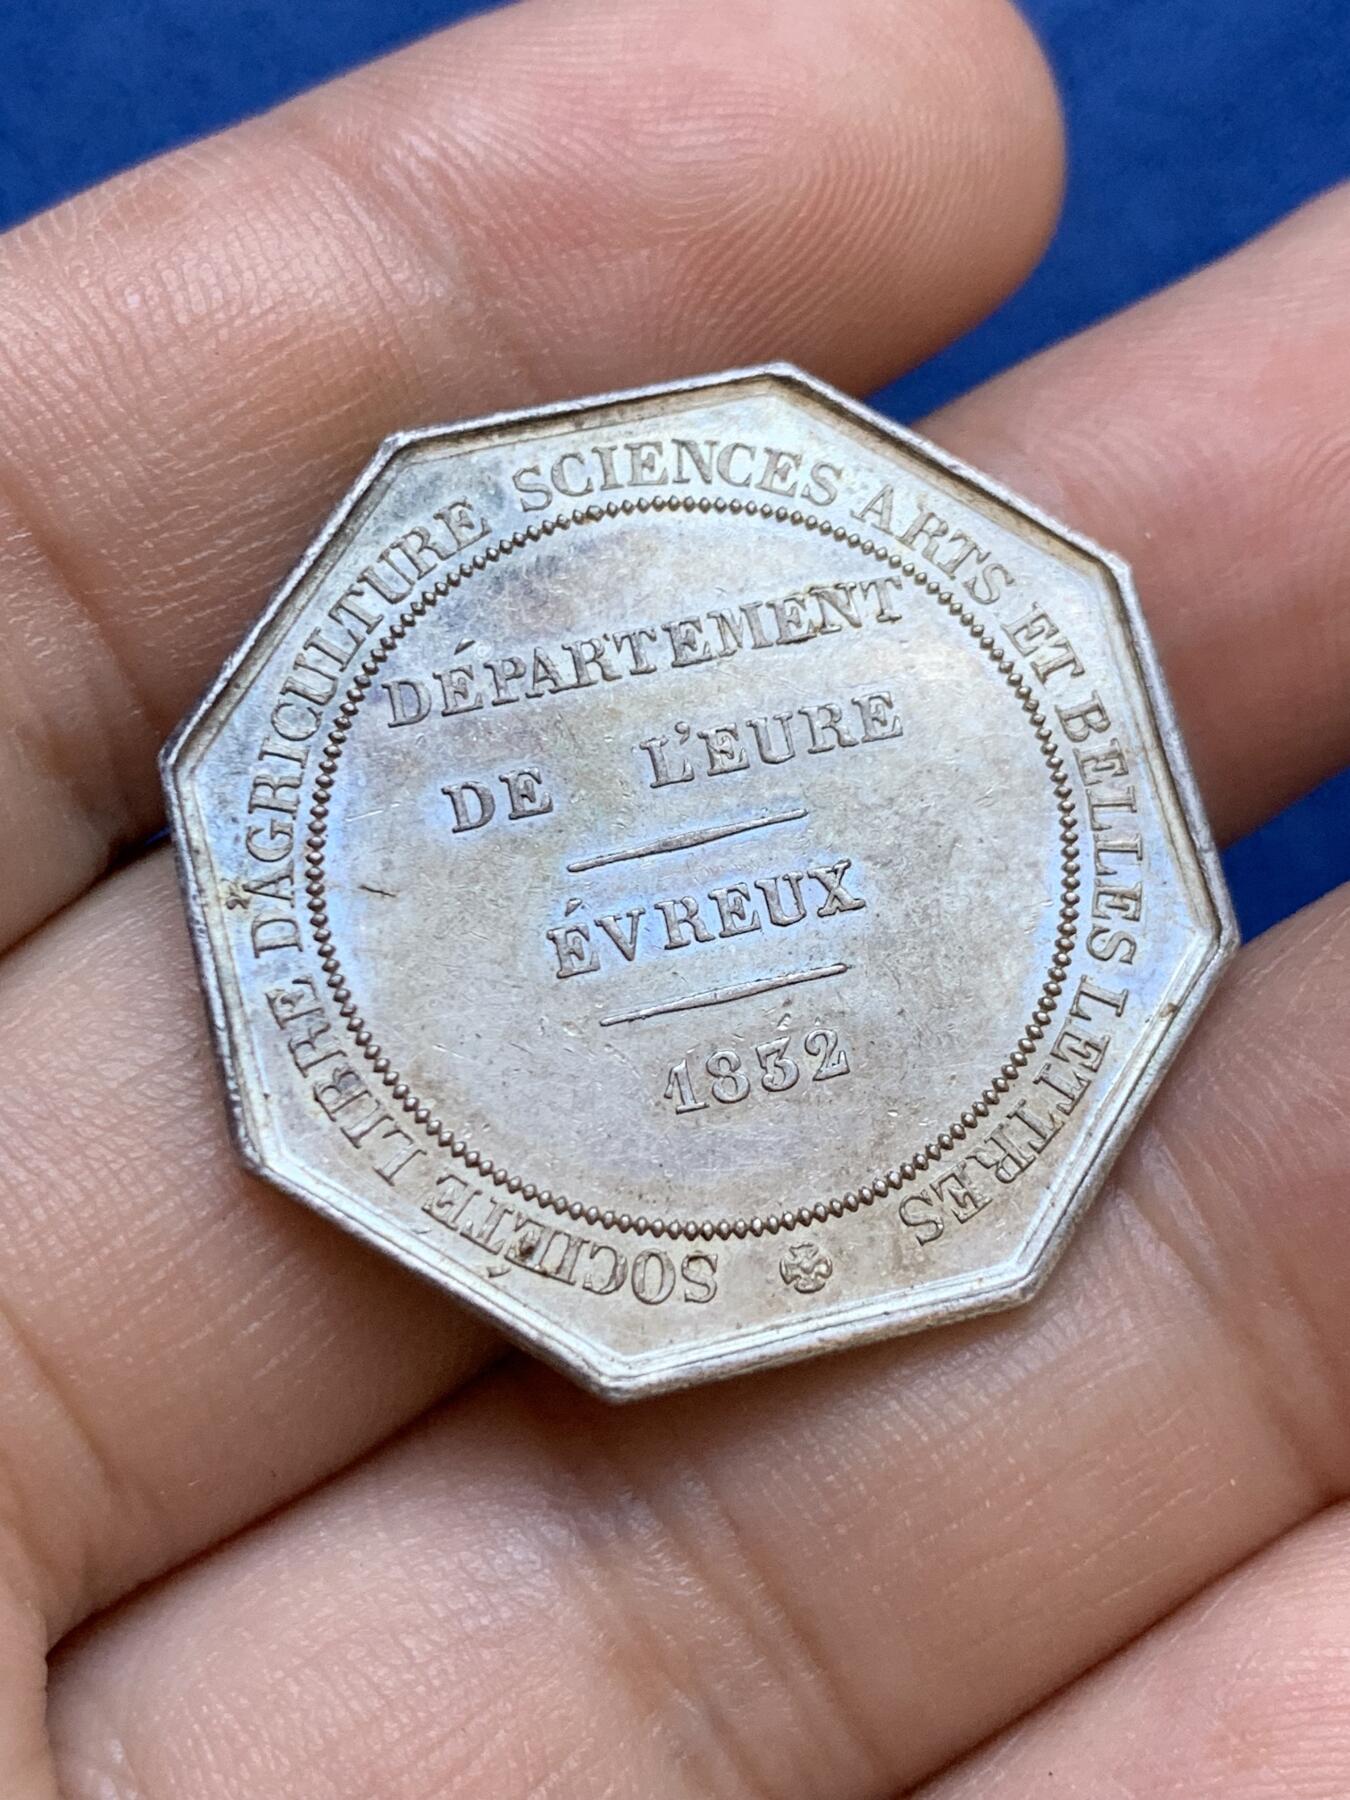 SOCIÉTÉ LIBRE D'AGRICULTURE SCIENCES ARTS ET BELLES LETTRES
DÉPARTEMENT
DE L'EURE
ÉVREUX
1832